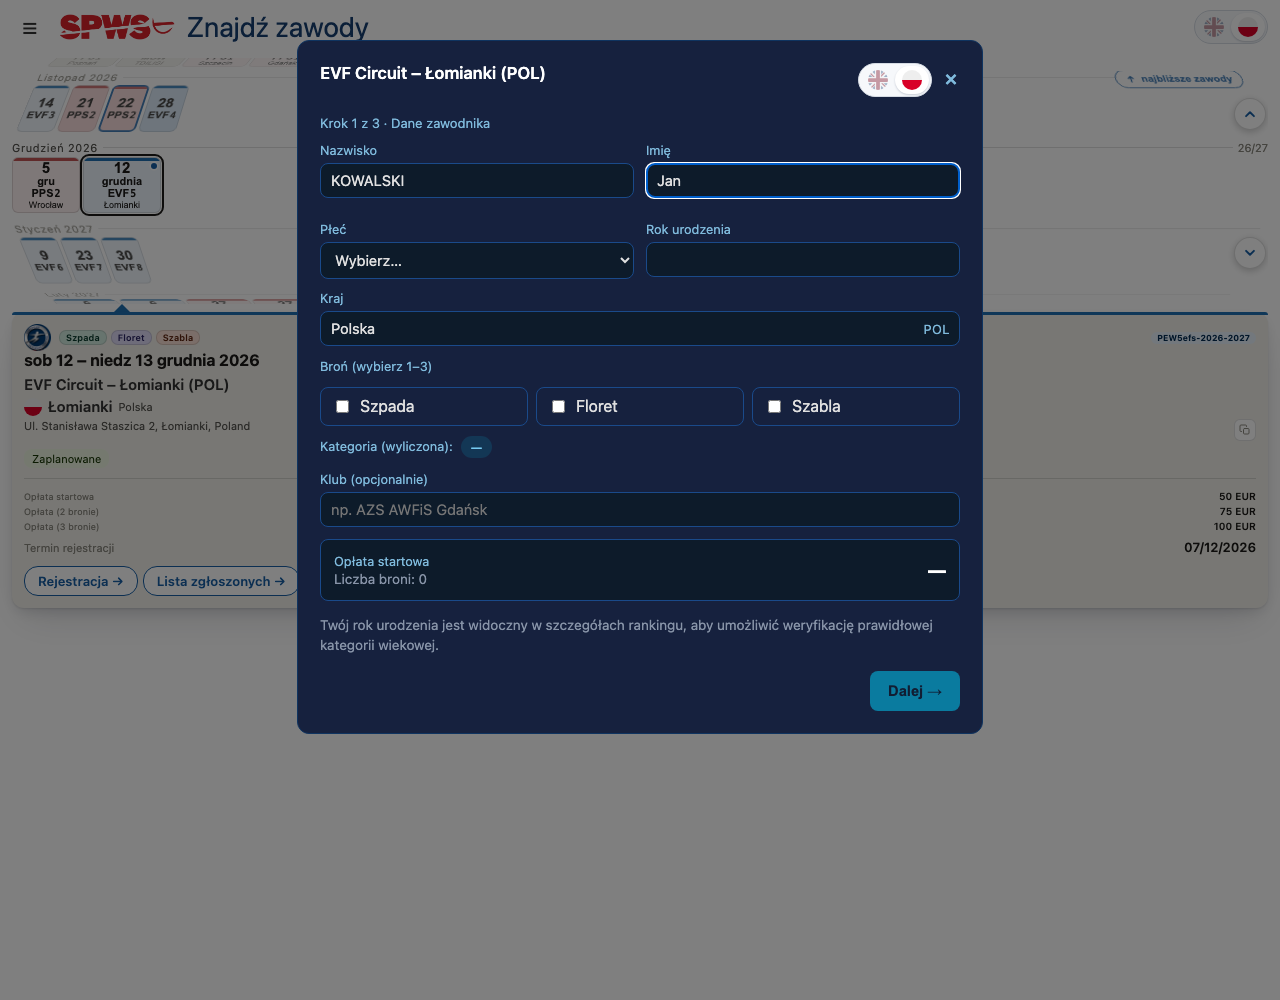 SPWS Znajdź zawody
Listopad 2026
najbliższe zawody
14 EVF3
21 PPS2
22 PPS2
28 EVF4
Grudzień 2026
26/27
5 gru PPS2 Wrocław
12 grudnia EVF5 Łomianki
Styczeń 2027
9 EVF6
23 EVF7
30 EVF8
EVF Circuit – Łomianki (POL)
×
Krok 1 z 3 · Dane zawodnika
Nazwisko
Imię
KOWALSKI
Jan
Płeć
Rok urodzenia
Wybierz...
Kraj
Polska
POL
Broń (wybierz 1–3)
Szpada
Floret
Szabla
Kategoria (wyliczona): —
Klub (opcjonalnie)
np. AZS AWFiS Gdańsk
Opłata startowa
Liczba broni: 0
—
Twój rok urodzenia jest widoczny w szczegółach rankingu, aby umożliwić weryfikację prawidłowej
kategorii wiekowej.
Dalej →
Szpada Floret Szabla
PEW5efs-2026-2027
sob 12 – niedz 13 grudnia 2026
EVF Circuit – Łomianki (POL)
Łomianki Polska
Ul. Stanisława Staszica 2, Łomianki, Poland
Zaplanowane
Opłata startowa
50 EUR
Opłata (2 bronie)
75 EUR
Opłata (3 bronie)
100 EUR
Termin rejestracji
07/12/2026
Rejestracja →
Lista zgłoszonych →